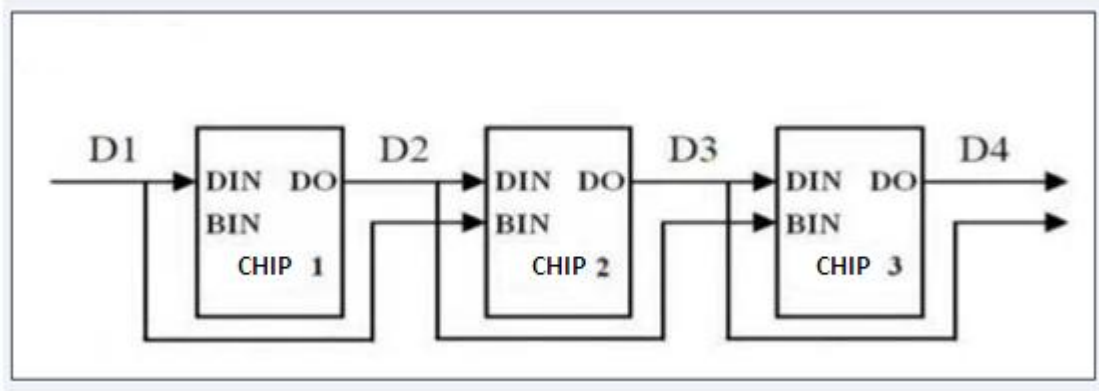 D1 D2 D3 D4
DIN DO DIN DO DIN DO
BIN BIN BIN
CHIP 1 CHIP 2 CHIP 3